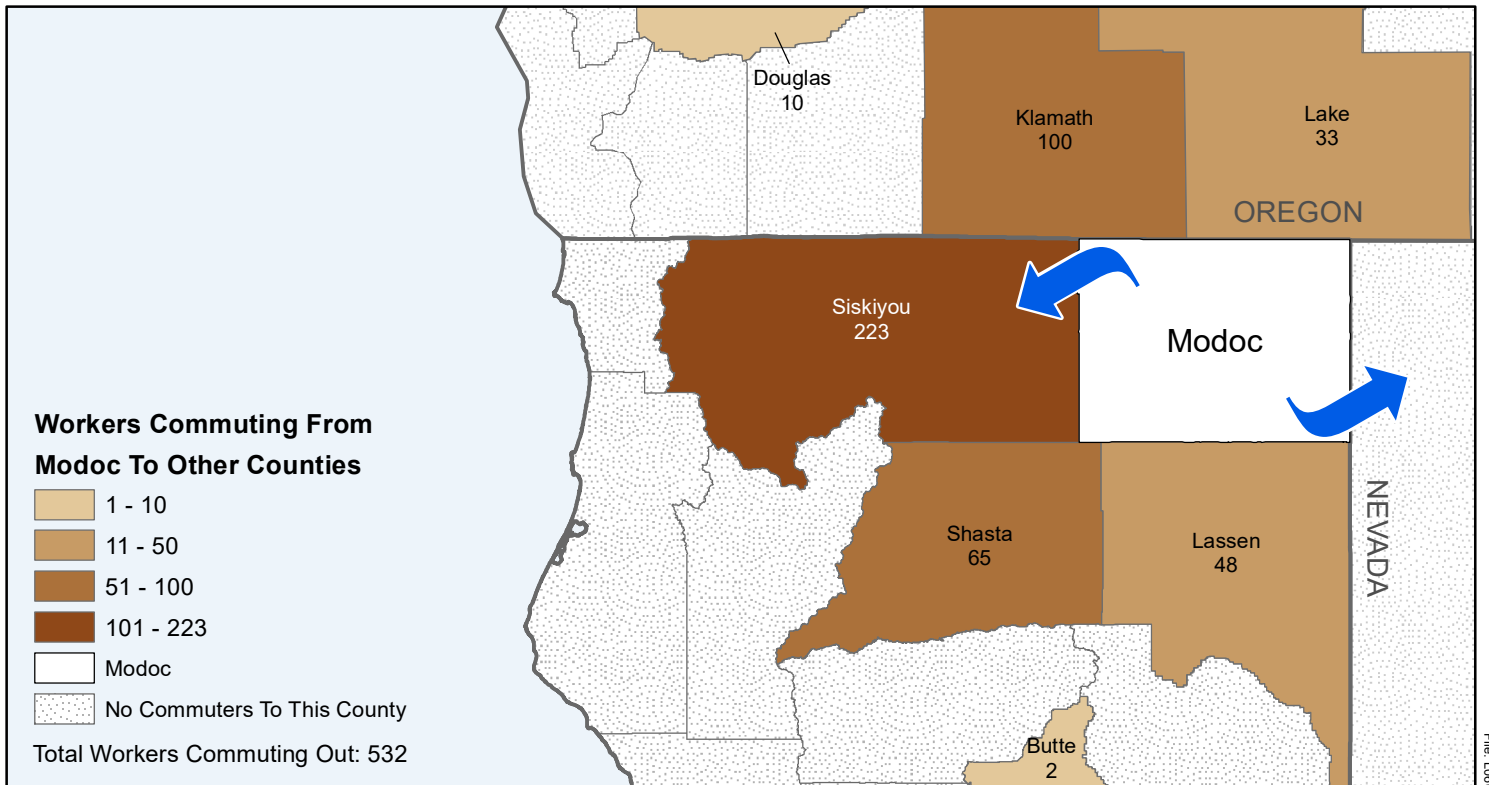 Douglas
10
Klamath
100
Lake
33
OREGON
Siskiyou
223
Modoc
Workers Commuting From
Modoc To Other Counties
1 - 10
11 - 50
51 - 100
101 - 223
Modoc
No Commuters To This County
Total Workers Commuting Out: 532
Shasta
65
Lassen
48
NEVADA
Butte
2
File: